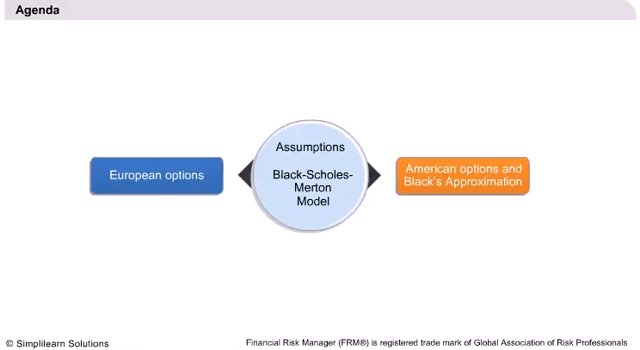 Agenda
Assumptions
Black-Scholes-
Merton
Model
European options
American options and
Black's Approximation
© Simplilearn Solutions
Financial Risk Manager (FRM®) is registered trade mark of Global Association of Risk Professionals